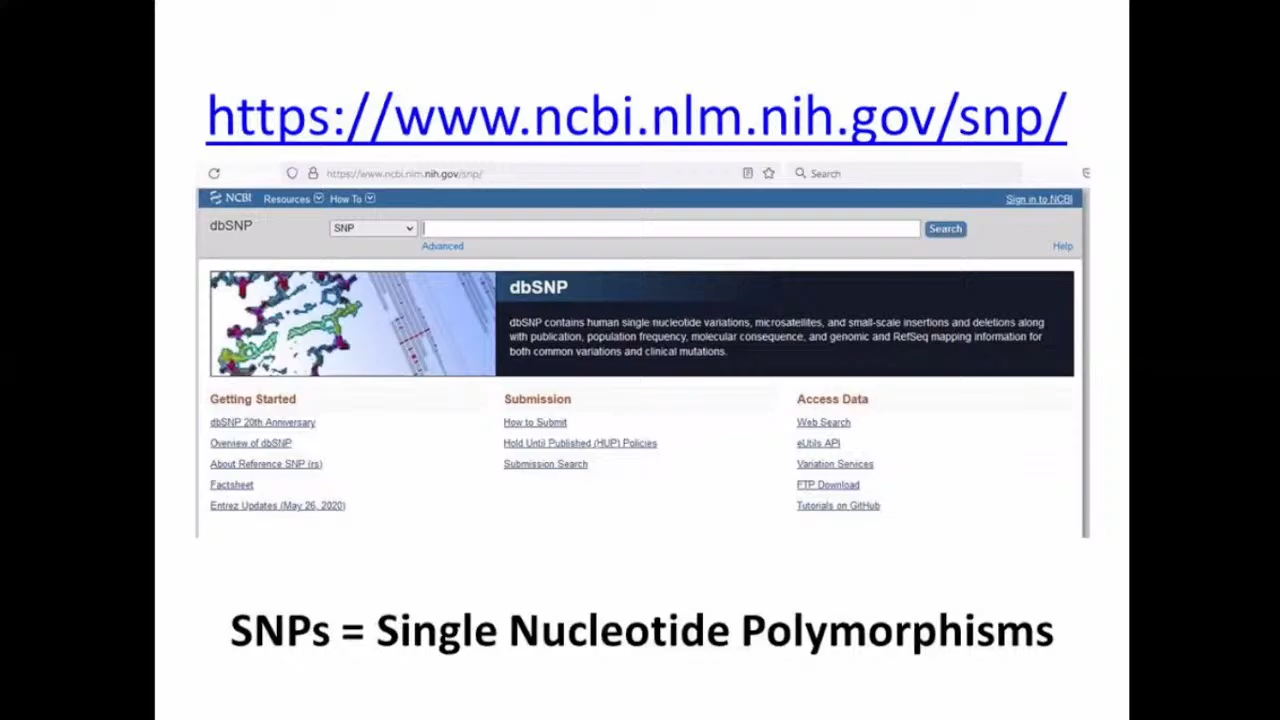 https://www.ncbi.nlm.nih.gov/snp/
https://www.ncbi.nlm.nih.gov/snp/ Search
NCBI Resources How To Sign in to NCBI
dbSNP SNP Search
Advanced Help
dbSNP
dbSNP contains human single nucleotide variations, microsatellites, and small-scale insertions and deletions along
with publication, population frequency, molecular consequence, and genomic and RefSeq mapping information for
both common variations and clinical mutations.
Getting Started Submission Access Data
dbSNP 20th Anniversary How to Submit Web Search
Overview of dbSNP Hold Until Published (HUP) Policies eUtils API
About Reference SNP (rs) Submission Search Variation Services
Factsheet FTP Download
Entrez Updates (May 26, 2020) Tutorials on GitHub
SNPs = Single Nucleotide Polymorphisms